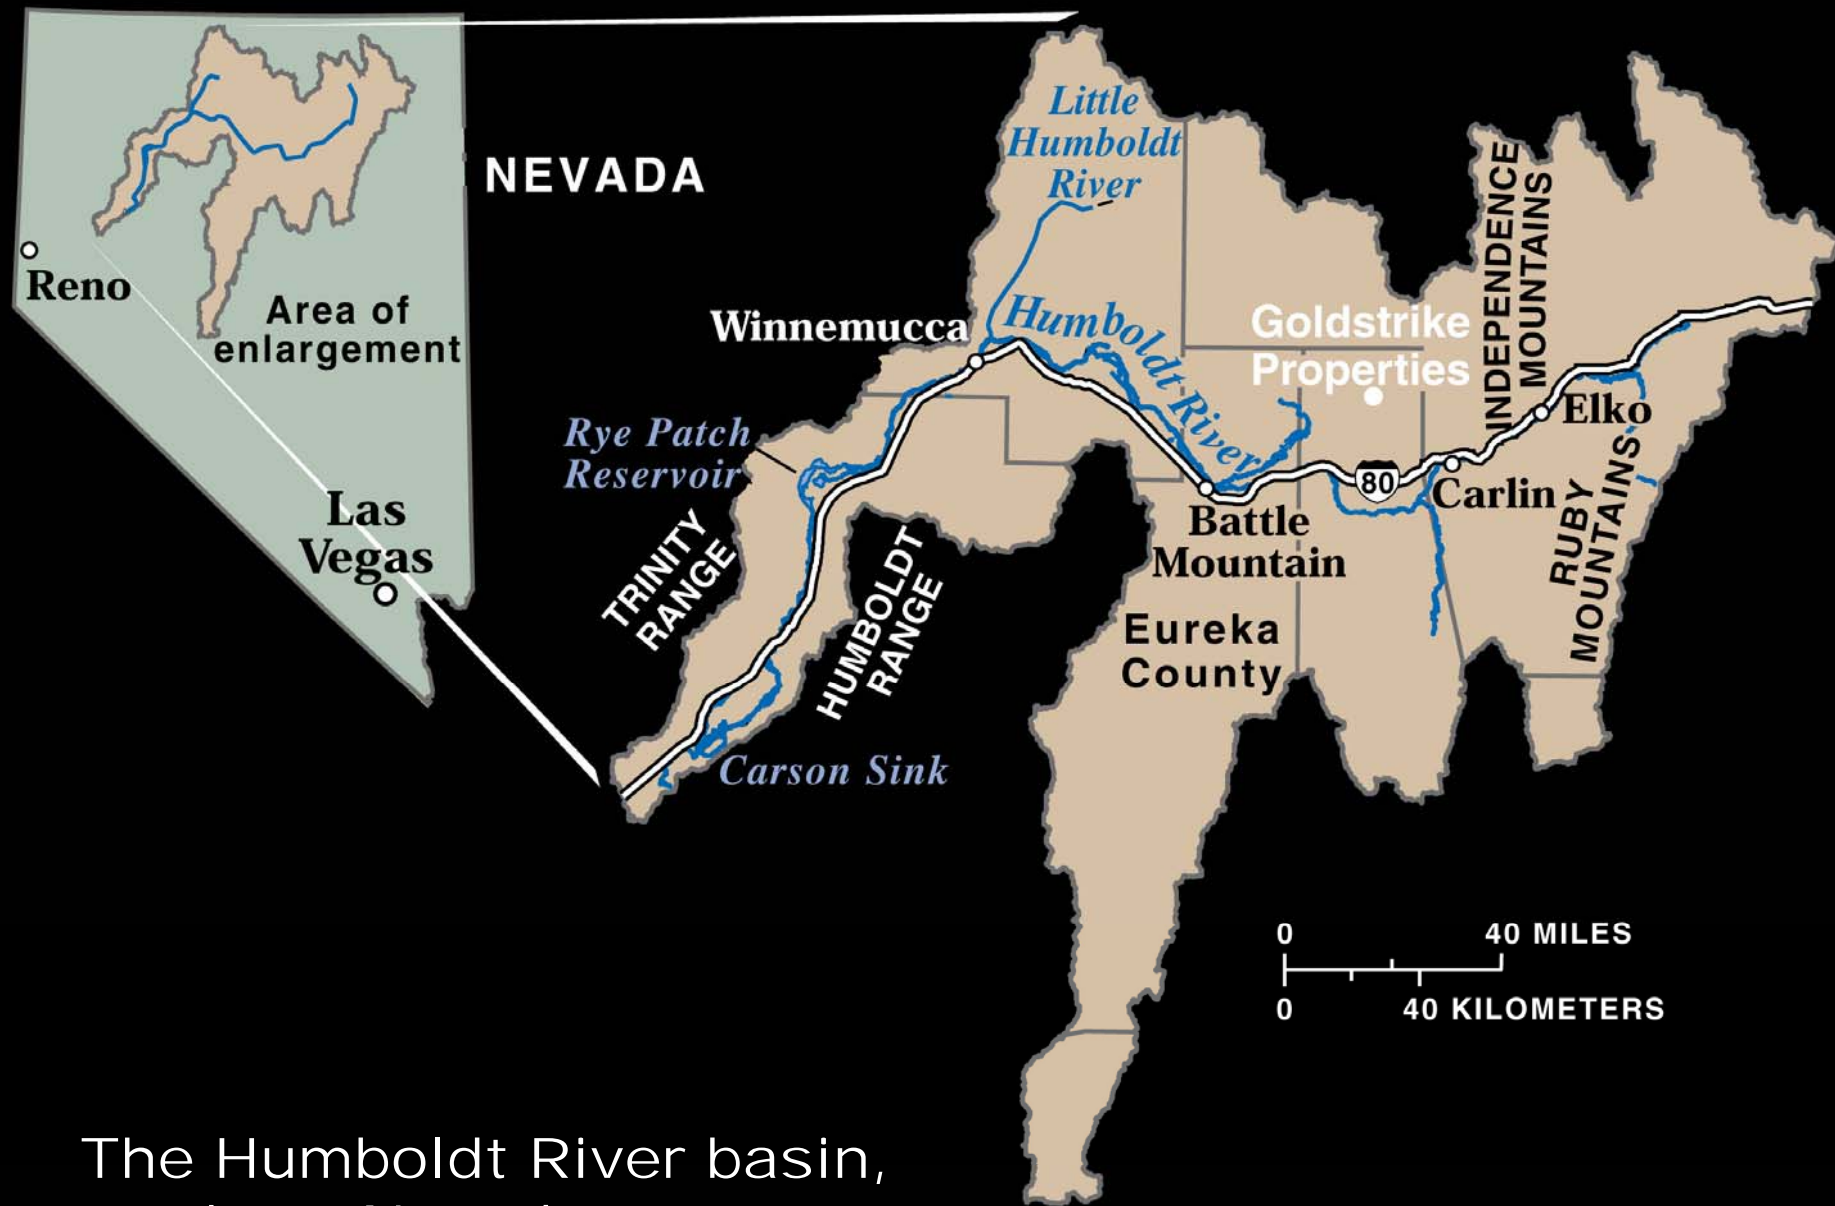 NEVADA
Reno
Area of
enlargement
Las
Vegas
Little
Humboldt
River
Winnemucca
Humboldt River
Goldstrike
Properties
INDEPENDENCE
MOUNTAINS
Elko
Rye Patch
Reservoir
80
Carlin
Battle
Mountain
RUBY
MOUNTAINS
TRINITY
RANGE
HUMBOLDT
RANGE
Eureka
County
Carson Sink
0 40 MILES
0 40 KILOMETERS
The Humboldt River basin,